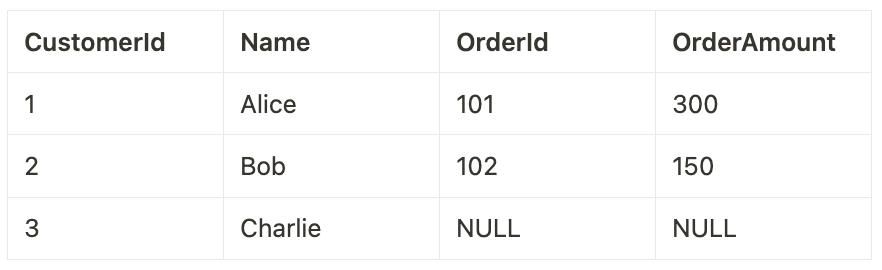 CustomerId Name OrderId OrderAmount
1 Alice 101 300
2 Bob 102 150
3 Charlie NULL NULL